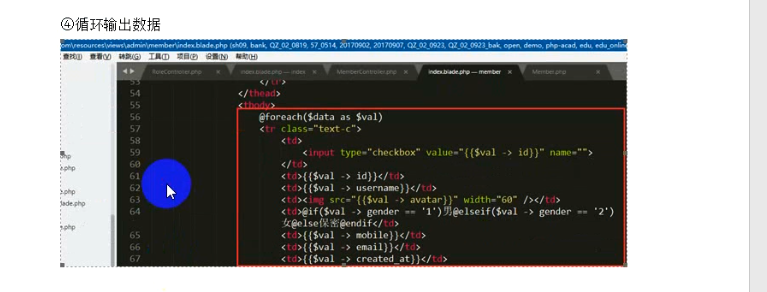 ④循环输出数据
om\resources\views\admin\member\index.blade.php (sh09, bank, QZ_02_0819, 57_0514, 20170902, 20170907, QZ_02_0923, QZ_02_0923_bak, open, demo, php-acad, edu, edu_online
查找(I) 查看(V) 转跳(G) 工具(T) 项目(P) 设置(N) 帮助(H)
RoleController.php index.blade.php — index MemberController.php index.blade.php — member Member.php
53 </tr>
54 </thead>
55 <tbody>
56 @foreach($data as $val)
57 <tr class="text-c">
58 <td>
59 <input type="checkbox" value="{{$val -> id}}" name="">
60 </td>
61 <td>{{$val -> id}}</td>
62 <td>{{$val -> username}}</td>
63 <td><img src="{{$val -> avatar}}" width="60" /></td>
64 <td>@if($val -> gender == '1')男@elseif($val -> gender == '2')
女@else保密@endif</td>
65 <td>{{$val -> mobile}}</td>
66 <td>{{$val -> email}}</td>
67 <td>{{$val -> created_at}}</td>
.php
e.php
.php
lade.php
e.php